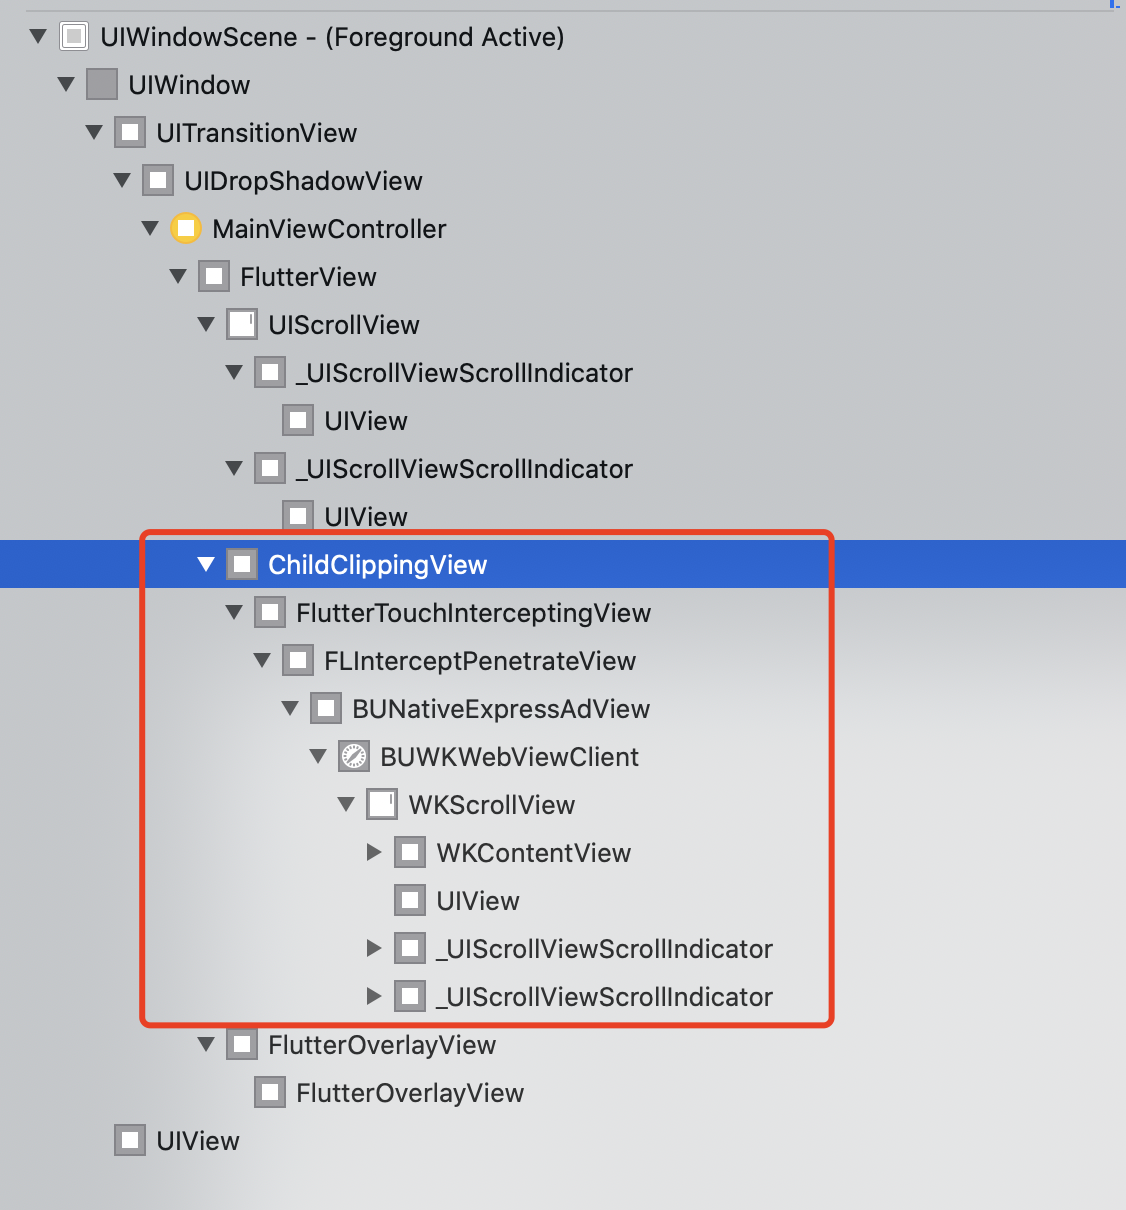 UIWindowScene - (Foreground Active)
UIWindow
UITransitionView
UIDropShadowView
MainViewController
FlutterView
UIScrollView
_UIScrollViewScrollIndicator
UIView
_UIScrollViewScrollIndicator
UIView
ChildClippingView
FlutterTouchInterceptingView
FLInterceptPenetrateView
BUNativeExpressAdView
BUWKWebViewClient
WKScrollView
WKContentView
UIView
_UIScrollViewScrollIndicator
_UIScrollViewScrollIndicator
FlutterOverlayView
FlutterOverlayView
UIView